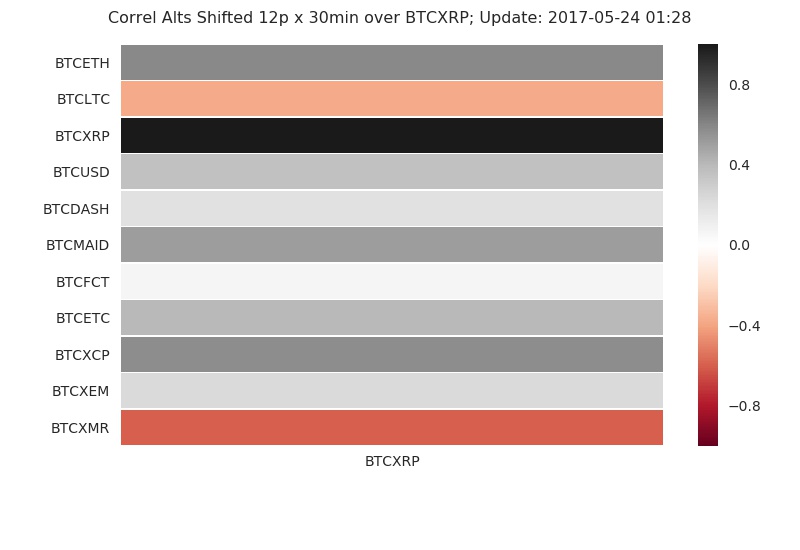 Correl Alts Shifted 12p x 30min over BTCXRP; Update: 2017-05-24 01:28
BTCETH
BTCLTC
BTCXRP
BTCUSD
BTCDASH
BTCMAID
BTCFCT
BTCETC
BTCXCP
BTCXEM
BTCXMR
BTCXRP
0.8
0.4
0.0
−0.4
−0.8